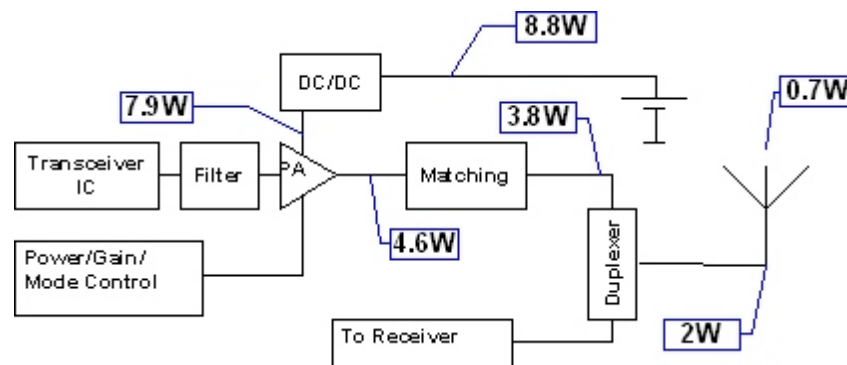 8.8W
DC/DC
7.9W
3.8W
0.7W
Transceiver
IC
Filter
PA
Matching
4.6W
Power/Gain/
Mode Control
Duplexer
To Receiver
2W